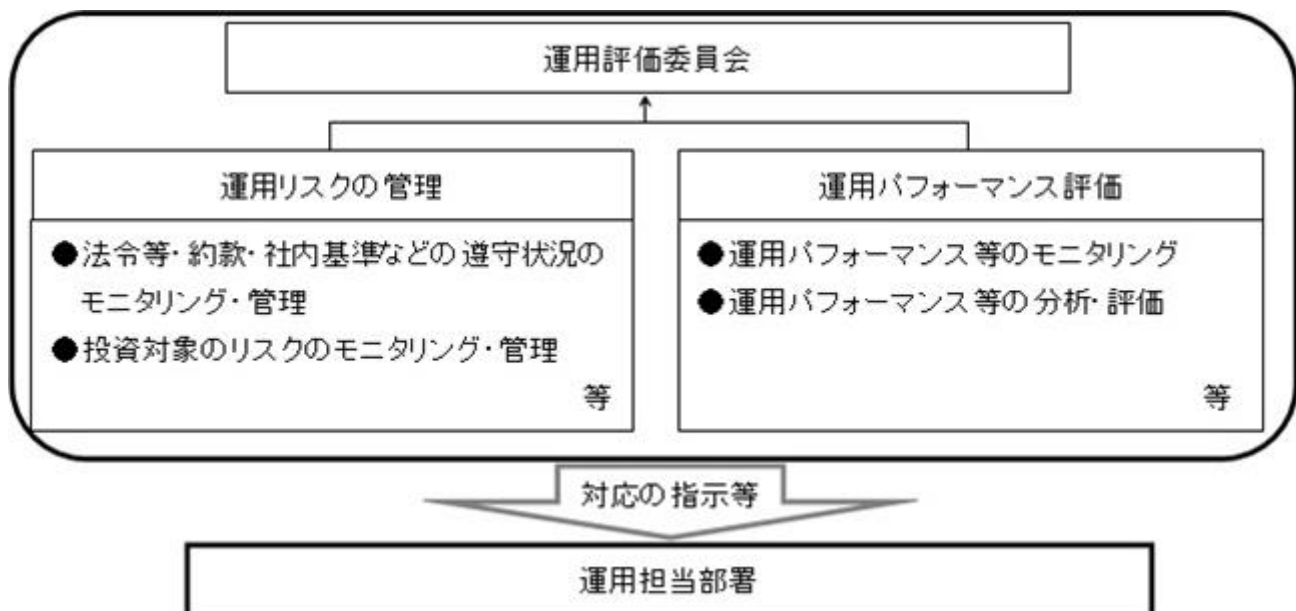 運用評価委員会
運用リスクの管理
●法令等・約款・社内基準などの遵守状況の
モニタリング・管理
●投資対象のリスクのモニタリング・管理
等
運用パフォーマンス評価
●運用パフォーマンス等のモニタリング
●運用パフォーマンス等の分析・評価
等
対応の指示等
運用担当部署